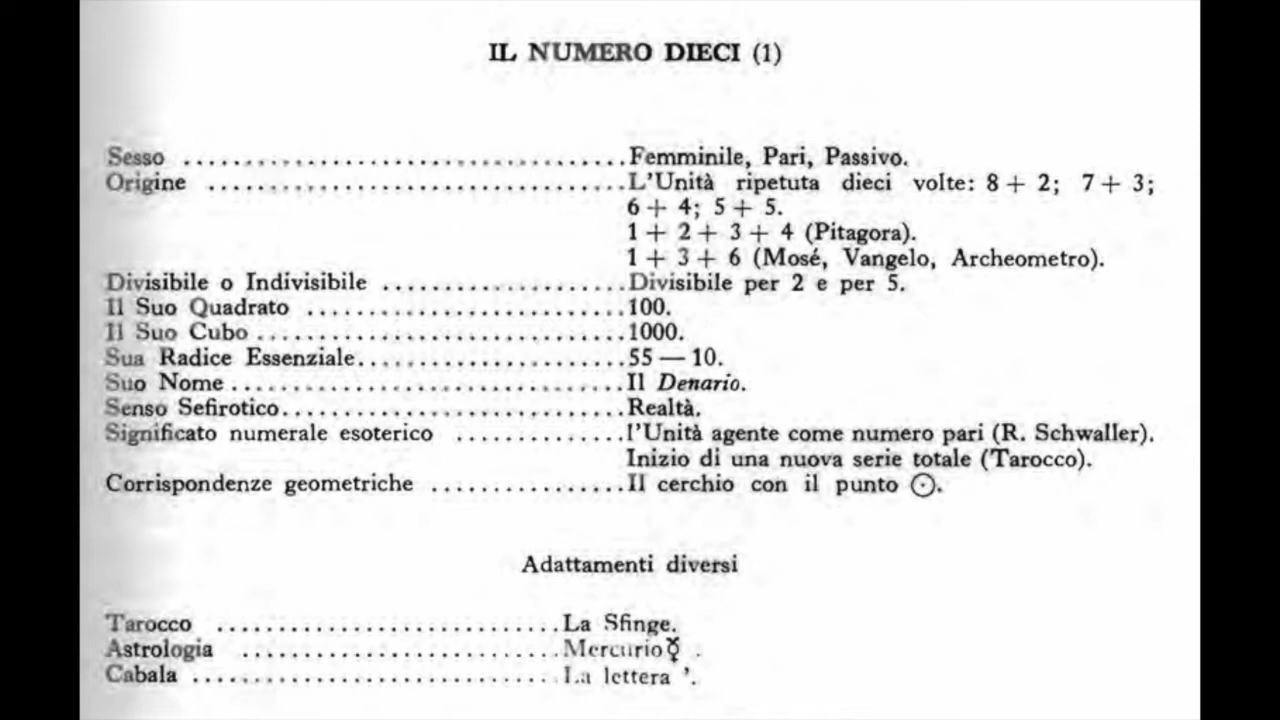 IL NUMERO DIECI (1)
Sesso ..............................Femminile, Pari, Passivo.
Origine ..............................L'Unità ripetuta dieci volte: 8 + 2; 7 + 3;
6 + 4; 5 + 5.
1 + 2 + 3 + 4 (Pitagora).
1 + 3 + 6 (Mosé, Vangelo, Archeometro).
Divisibile o Indivisibile ....................Divisibile per 2 e per 5.
Il Suo Quadrato ..........................100.
Il Suo Cubo ..............................1000.
Sua Radice Essenziale......................55 — 10.
Suo Nome ................................Il Denario.
Senso Sefirotico............................Realtà.
Significato numerale esoterico ..............l'Unità agente come numero pari (R. Schwaller).
Inizio di una nuova serie totale (Tarocco).
Corrispondenze geometriche ................Il cerchio con il punto ⊙.
Adattamenti diversi
Tarocco ............................La Sfinge.
Astrologia ..........................Mercurio ☿ .
Cabala ..............................La lettera '.